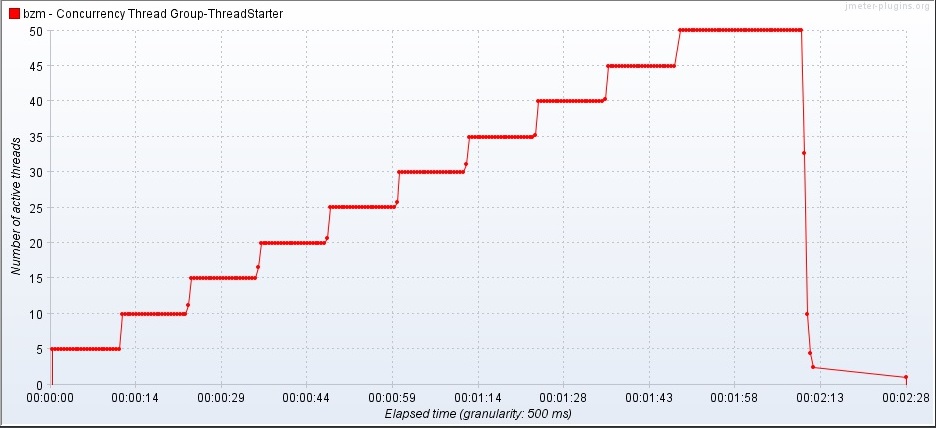 jmeter-plugins.org
bzm - Concurrency Thread Group-ThreadStarter
50
45
40
35
30
25
20
15
10
5
0
Number of active threads
00:00:00 00:00:14 00:00:29 00:00:44 00:00:59 00:01:14 00:01:28 00:01:43 00:01:58 00:02:13 00:02:28
Elapsed time (granularity: 500 ms)